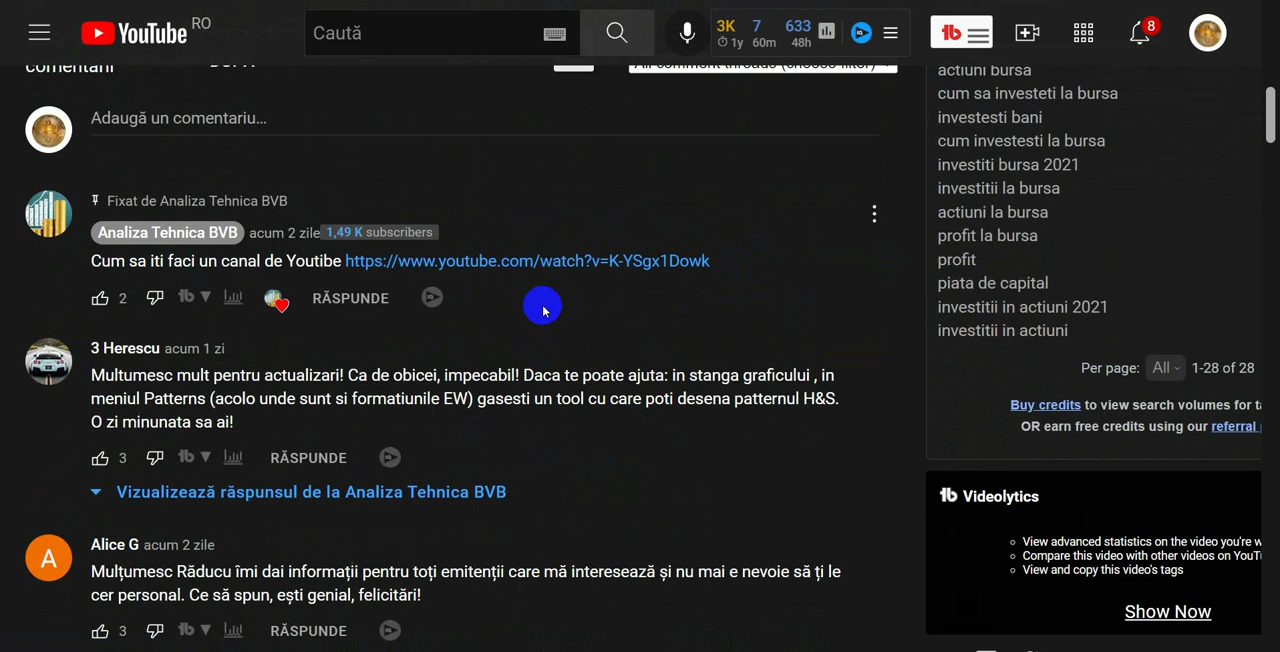 YouTube RO
Caută
3K 7 633
1y 60m 48h
8
comentarii
Adaugă un comentariu...
Fixat de Analiza Tehnica BVB
Analiza Tehnica BVB acum 2 zile 1,49 K subscribers
Cum sa iti faci un canal de Youtibe https://www.youtube.com/watch?v=K-YSgx1Dowk
2 RĂSPUNDE
3 Herescu acum 1 zi
Multumesc mult pentru actualizari! Ca de obicei, impecabil! Daca te poate ajuta: in stanga graficului , in
meniul Patterns (acolo unde sunt si formatiunile EW) gasesti un tool cu care poti desena patternul H&S.
O zi minunata sa ai!
3 RĂSPUNDE
Vizualizează răspunsul de la Analiza Tehnica BVB
A
Alice G acum 2 zile
Mulțumesc Răducu îmi dai informații pentru toți emitenții care mă interesează și nu mai e nevoie să ți le
cer personal. Ce să spun, ești genial, felicitări!
3 RĂSPUNDE
actiuni bursa
cum sa investeti la bursa
investesti bani
cum investesti la bursa
investiti bursa 2021
investitii la bursa
actiuni la bursa
profit la bursa
profit
piata de capital
investitii in actiuni 2021
investitii in actiuni
Per page: All 1-28 of 28
Buy credits to view search volumes for
OR earn free credits using our referral
Videolytics
View advanced statistics on the video you're
Compare this video with other videos on
View and copy this video's tags
Show Now